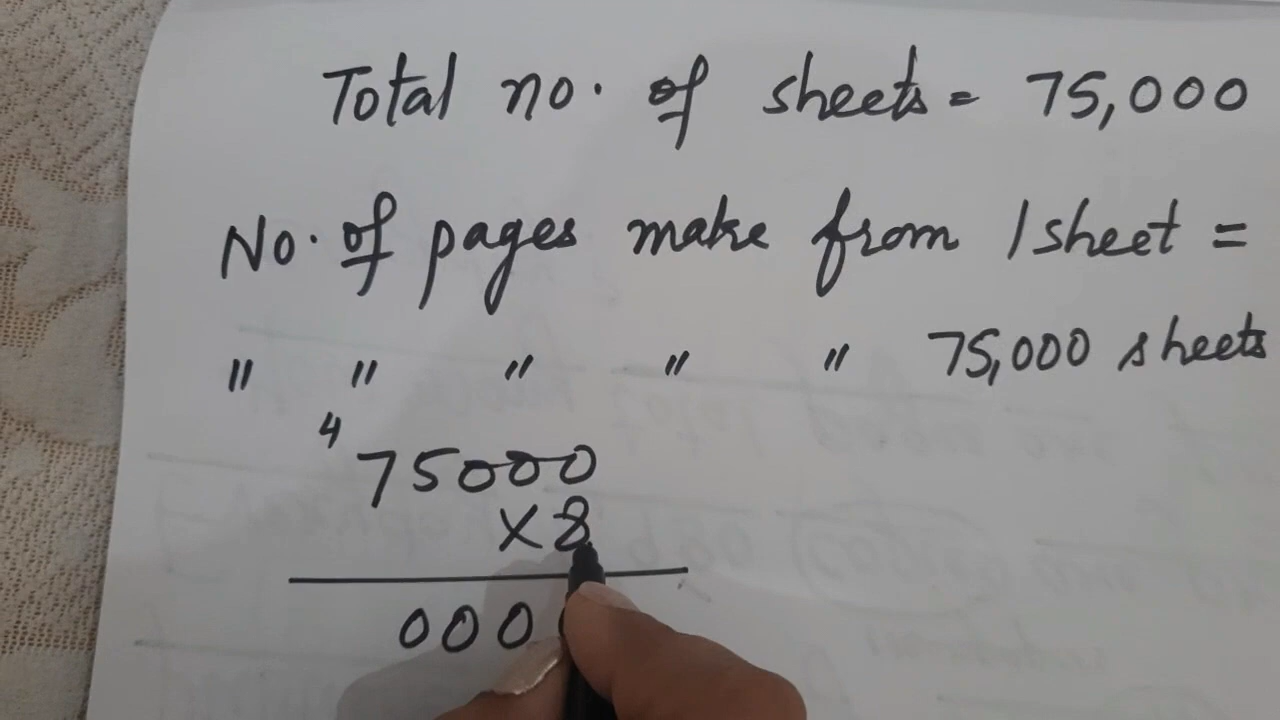 Total no. of sheets = 75,000
No. of pages make from 1 sheet =
" " " " " 75,000 sheets
4
75000
×8
000